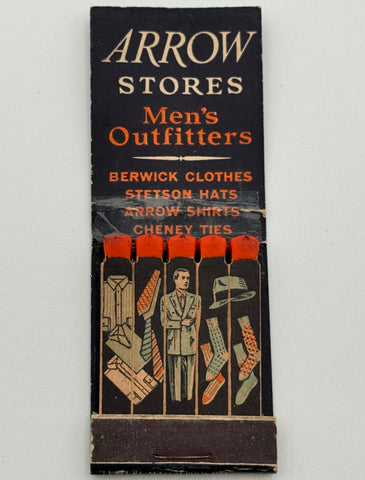 ARROW
STORES
Men's
Outfitters
BERWICK CLOTHES
STETSON HATS
ARROW SHIRTS
CHENEY TIES